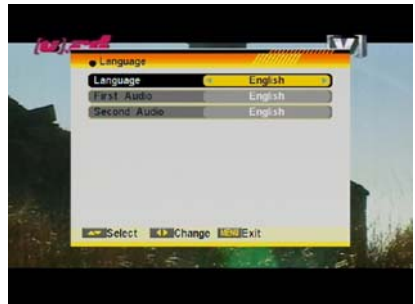 Language
Language English
First Audio English
Second Audio English
Select Change MENU Exit